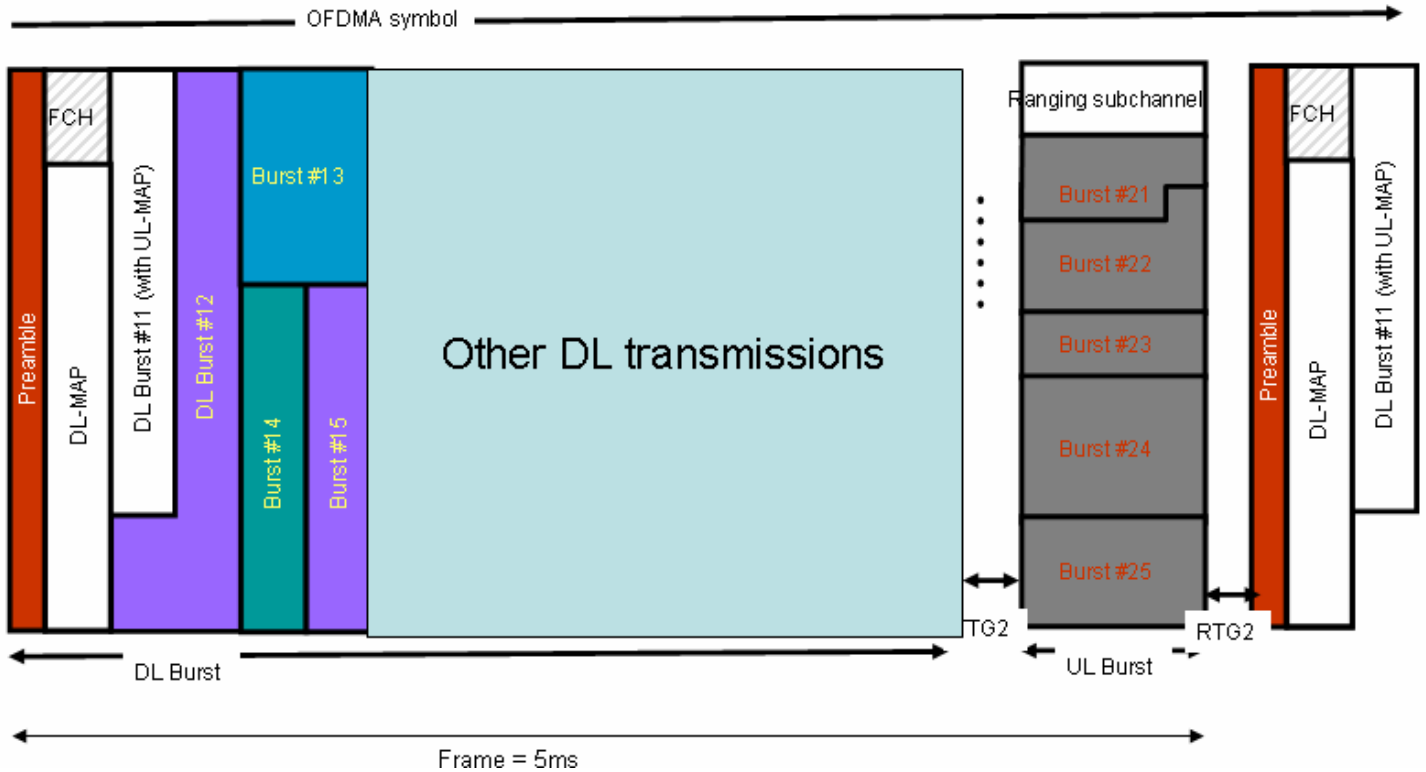 OFDMA symbol
FCH
Preamble
DL-MAP
DL Burst #11 (with UL-MAP)
DL Burst #12
Burst #13
Burst #14
Burst #15
Other DL transmissions
Ranging subchannel
Burst #21
Burst #22
Burst #23
Burst #24
Burst #25
TG2
RTG2
FCH
Preamble
DL-MAP
DL Burst #11 (with UL-MAP)
DL Burst
UL Burst
Frame = 5ms